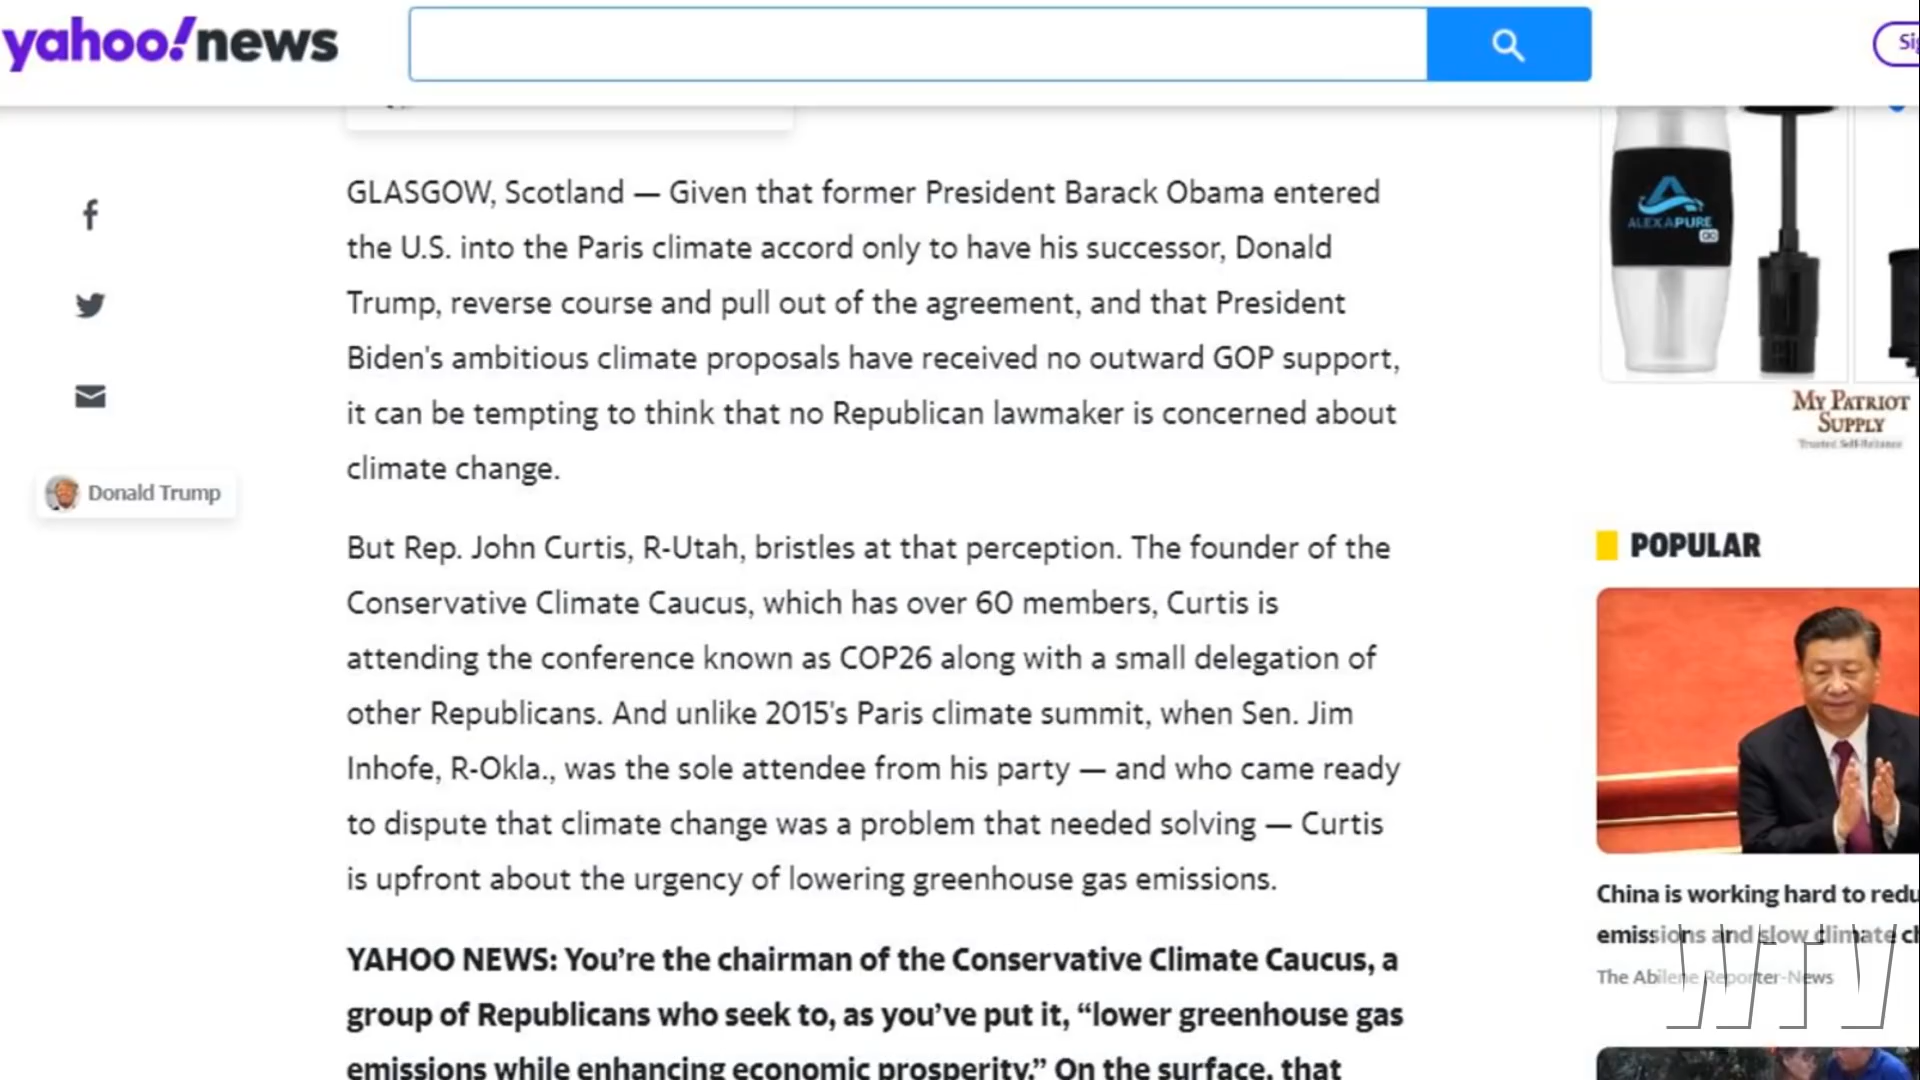 yahoo!news
GLASGOW, Scotland — Given that former President Barack Obama entered
the U.S. into the Paris climate accord only to have his successor, Donald
Trump, reverse course and pull out of the agreement, and that President
Biden's ambitious climate proposals have received no outward GOP support,
it can be tempting to think that no Republican lawmaker is concerned about
climate change.
Donald Trump
But Rep. John Curtis, R-Utah, bristles at that perception. The founder of the
Conservative Climate Caucus, which has over 60 members, Curtis is
attending the conference known as COP26 along with a small delegation of
other Republicans. And unlike 2015's Paris climate summit, when Sen. Jim
Inhofe, R-Okla., was the sole attendee from his party — and who came ready
to dispute that climate change was a problem that needed solving — Curtis
is upfront about the urgency of lowering greenhouse gas emissions.
YAHOO NEWS: You’re the chairman of the Conservative Climate Caucus, a
group of Republicans who seek to, as you’ve put it, “lower greenhouse gas
emissions while enhancing economic prosperity.” On the surface, that
ALEXAPURE
GO
MY PATRIOT
SUPPLY
Trusted Self-Reliance
POPULAR
China is working hard to redu
emissions and slow climate ch
The Abilene Reporter-News
WTV